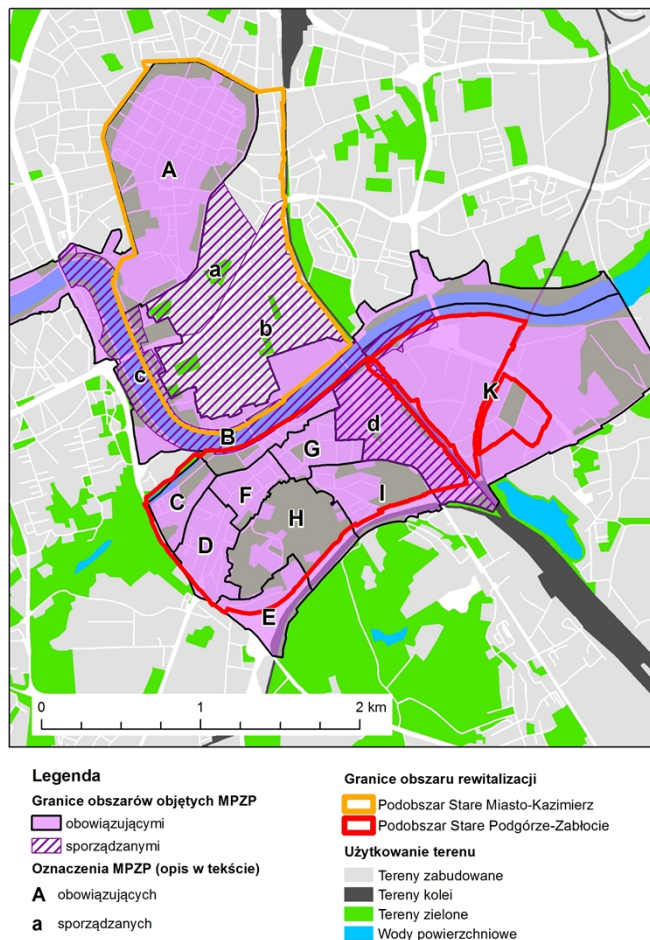 A
a
b
c
B
d
K
G
C
F
I
H
D
E
0 1 2 km
Legenda
Granice obszarów objętych MPZP
obowiązującymi
sporządzanymi
Oznaczenia MPZP (opis w tekście)
A obowiązujących
a sporządzanych
Granice obszaru rewitalizacji
Podobszar Stare Miasto-Kazimierz
Podobszar Stare Podgórze-Zabłocie
Użytkowanie terenu
Tereny zabudowane
Tereny kolei
Tereny zielone
Wody powierzchniowe